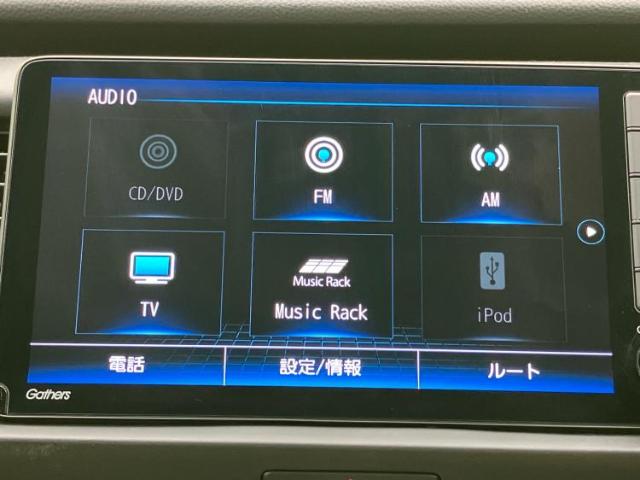 AUDIO
CD/DVD
FM
AM
TV
Music Rack
Music Rack
iPod
電話
設定/情報
ルート
Gathers